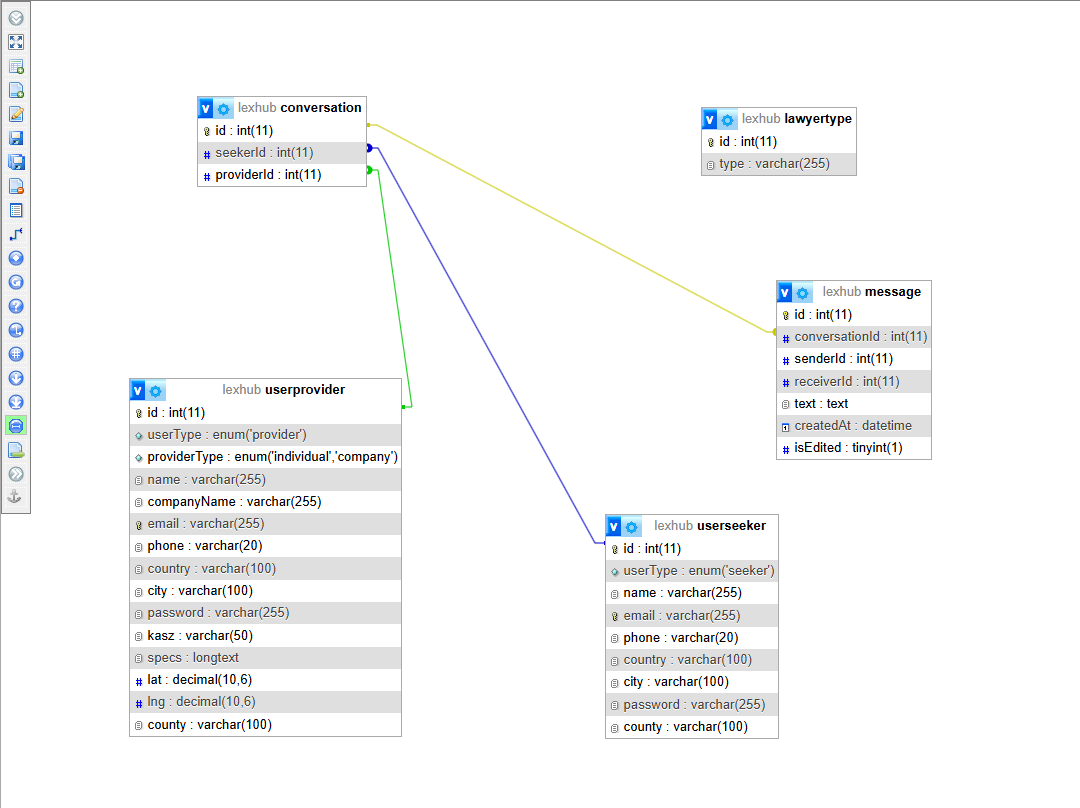 lexhub conversation
id : int(11)
seekerId : int(11)
providerId : int(11)
lexhub lawyertype
id : int(11)
type : varchar(255)
lexhub message
id : int(11)
conversationId : int(11)
senderId : int(11)
receiverId : int(11)
text : text
createdAt : datetime
isEdited : tinyint(1)
lexhub userprovider
id : int(11)
userType : enum('provider')
providerType : enum('individual','company')
name : varchar(255)
companyName : varchar(255)
email : varchar(255)
phone : varchar(20)
country : varchar(100)
city : varchar(100)
password : varchar(255)
kasz : varchar(50)
specs : longtext
lat : decimal(10,6)
lng : decimal(10,6)
county : varchar(100)
lexhub userseeker
id : int(11)
userType : enum('seeker')
name : varchar(255)
email : varchar(255)
phone : varchar(20)
country : varchar(100)
city : varchar(100)
password : varchar(255)
county : varchar(100)